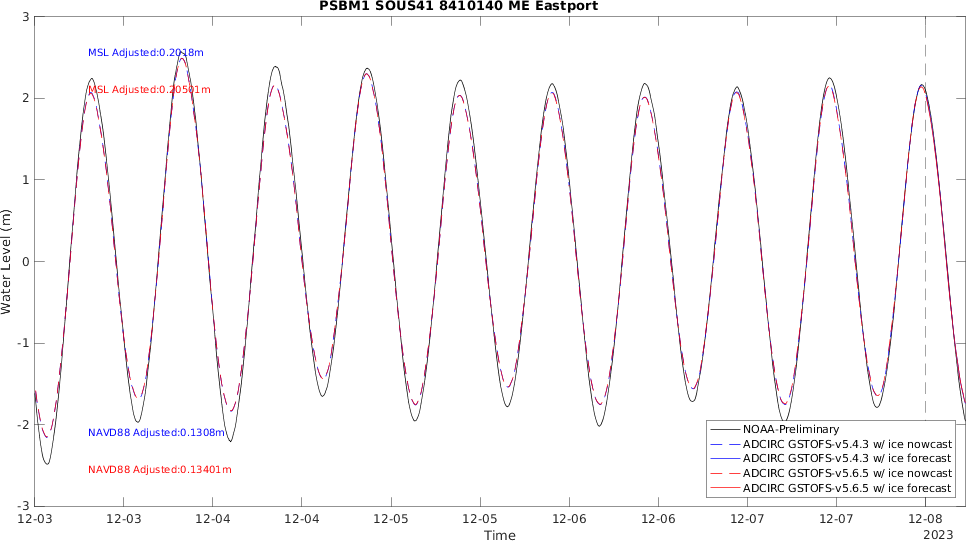 PSBM1 SOUS41 8410140 ME Eastport
3
MSL Adjusted:0.2018m
MSL Adjusted:0.20501m
2
1
Water Level (m)
0
-1
-2
NAVD88 Adjusted:0.1308m
NAVD88 Adjusted:0.13401m
NOAA-Preliminary
ADCIRC GSTOFS-v5.4.3 w/ ice nowcast
ADCIRC GSTOFS-v5.4.3 w/ ice forecast
ADCIRC GSTOFS-v5.6.5 w/ ice nowcast
ADCIRC GSTOFS-v5.6.5 w/ ice forecast
-3
12-03 12-03 12-04 12-04 12-05 12-05 12-06 12-06 12-07 12-07 12-08
Time
2023